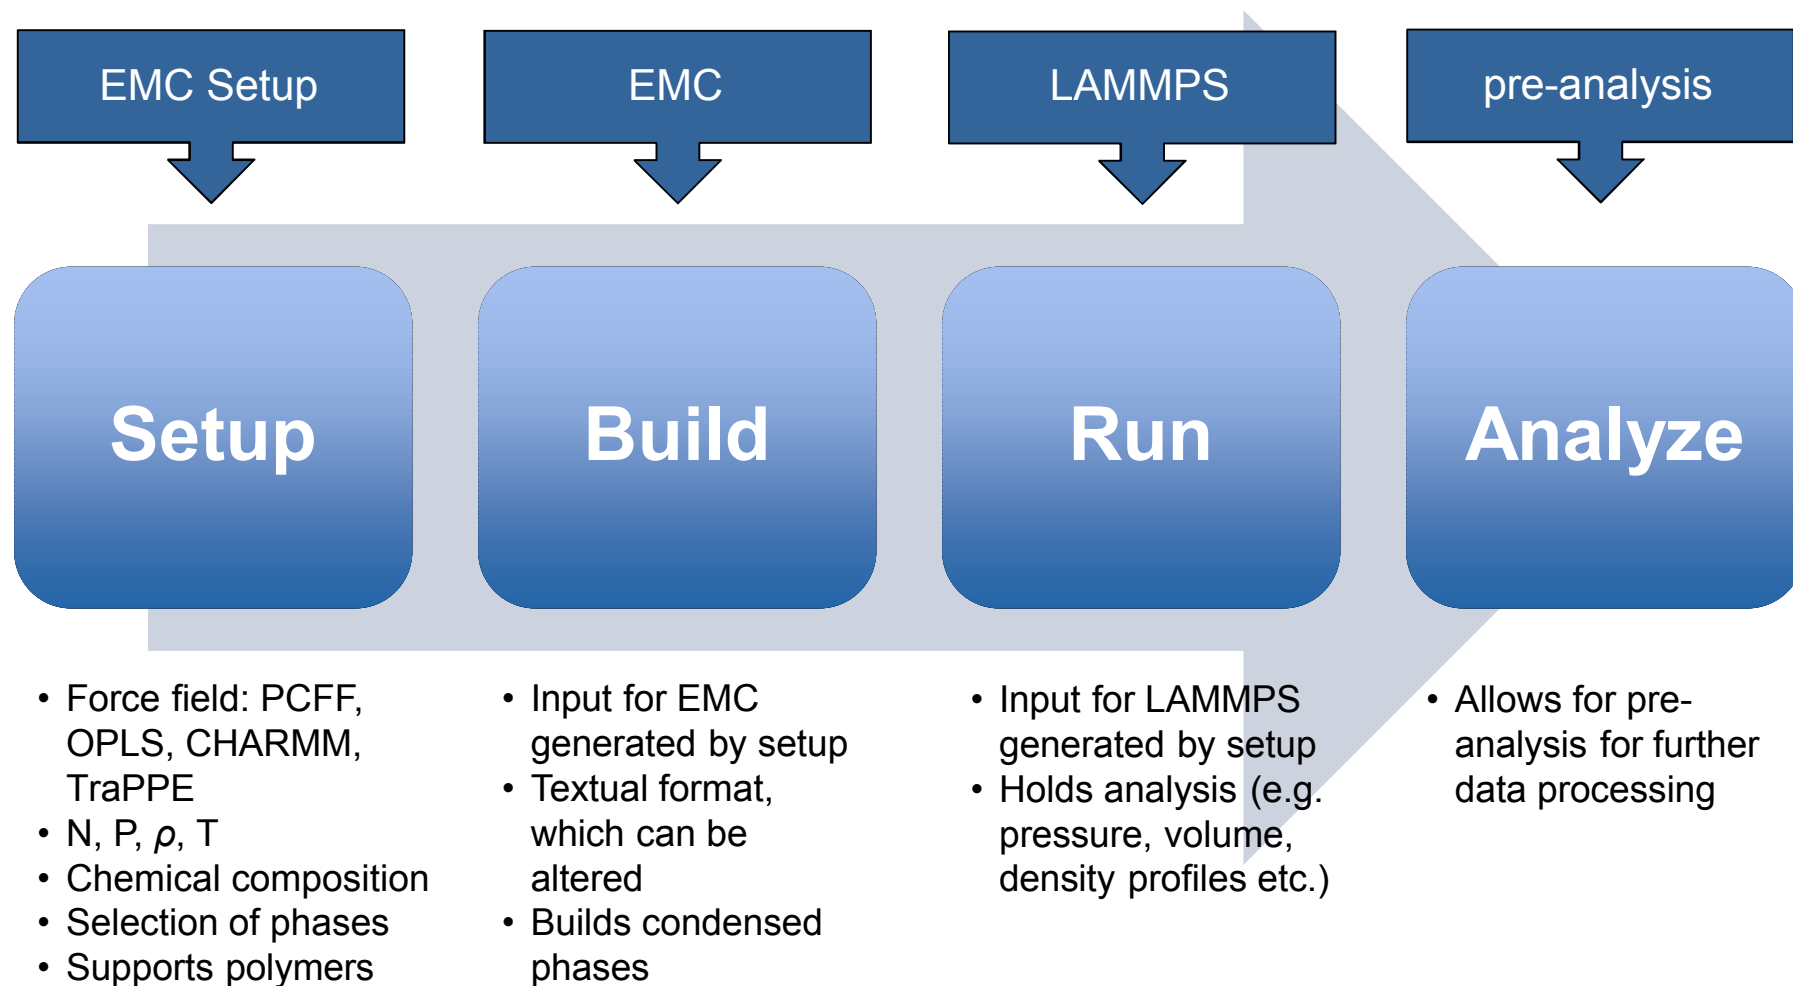 EMC Setup
EMC
LAMMPS
pre-analysis
Setup
Build
Run
Analyze
• Force field: PCFF,
OPLS, CHARMM,
TraPPE
• N, P, ρ, T
• Chemical composition
• Selection of phases
• Supports polymers
• Input for EMC
generated by setup
• Textual format,
which can be
altered
• Builds condensed
phases
• Input for LAMMPS
generated by setup
• Holds analysis (e.g.
pressure, volume,
density profiles etc.)
• Allows for pre-
analysis for further
data processing